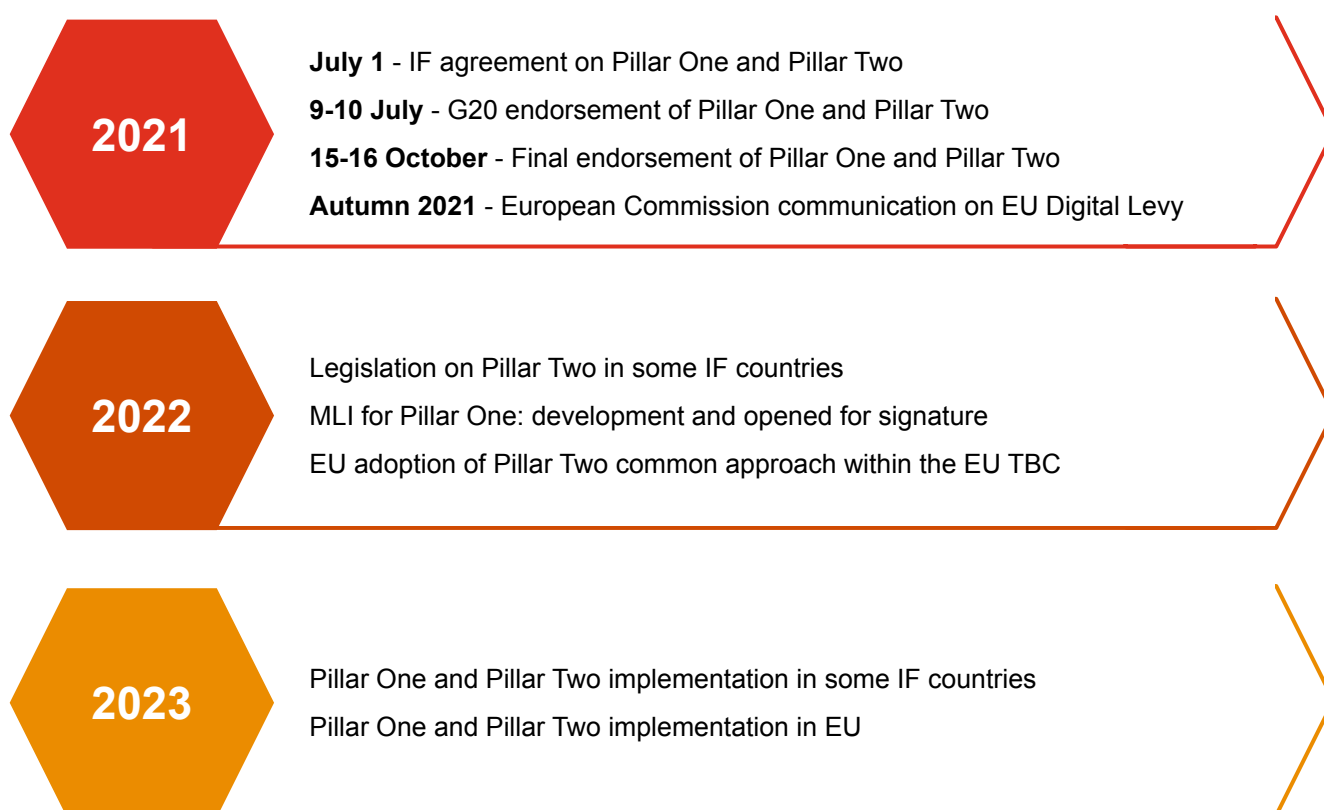 2021
July 1 - IF agreement on Pillar One and Pillar Two
9-10 July - G20 endorsement of Pillar One and Pillar Two
15-16 October - Final endorsement of Pillar One and Pillar Two
Autumn 2021 - European Commission communication on EU Digital Levy
2022
Legislation on Pillar Two in some IF countries
MLI for Pillar One: development and opened for signature
EU adoption of Pillar Two common approach within the EU TBC
2023
Pillar One and Pillar Two implementation in some IF countries
Pillar One and Pillar Two implementation in EU